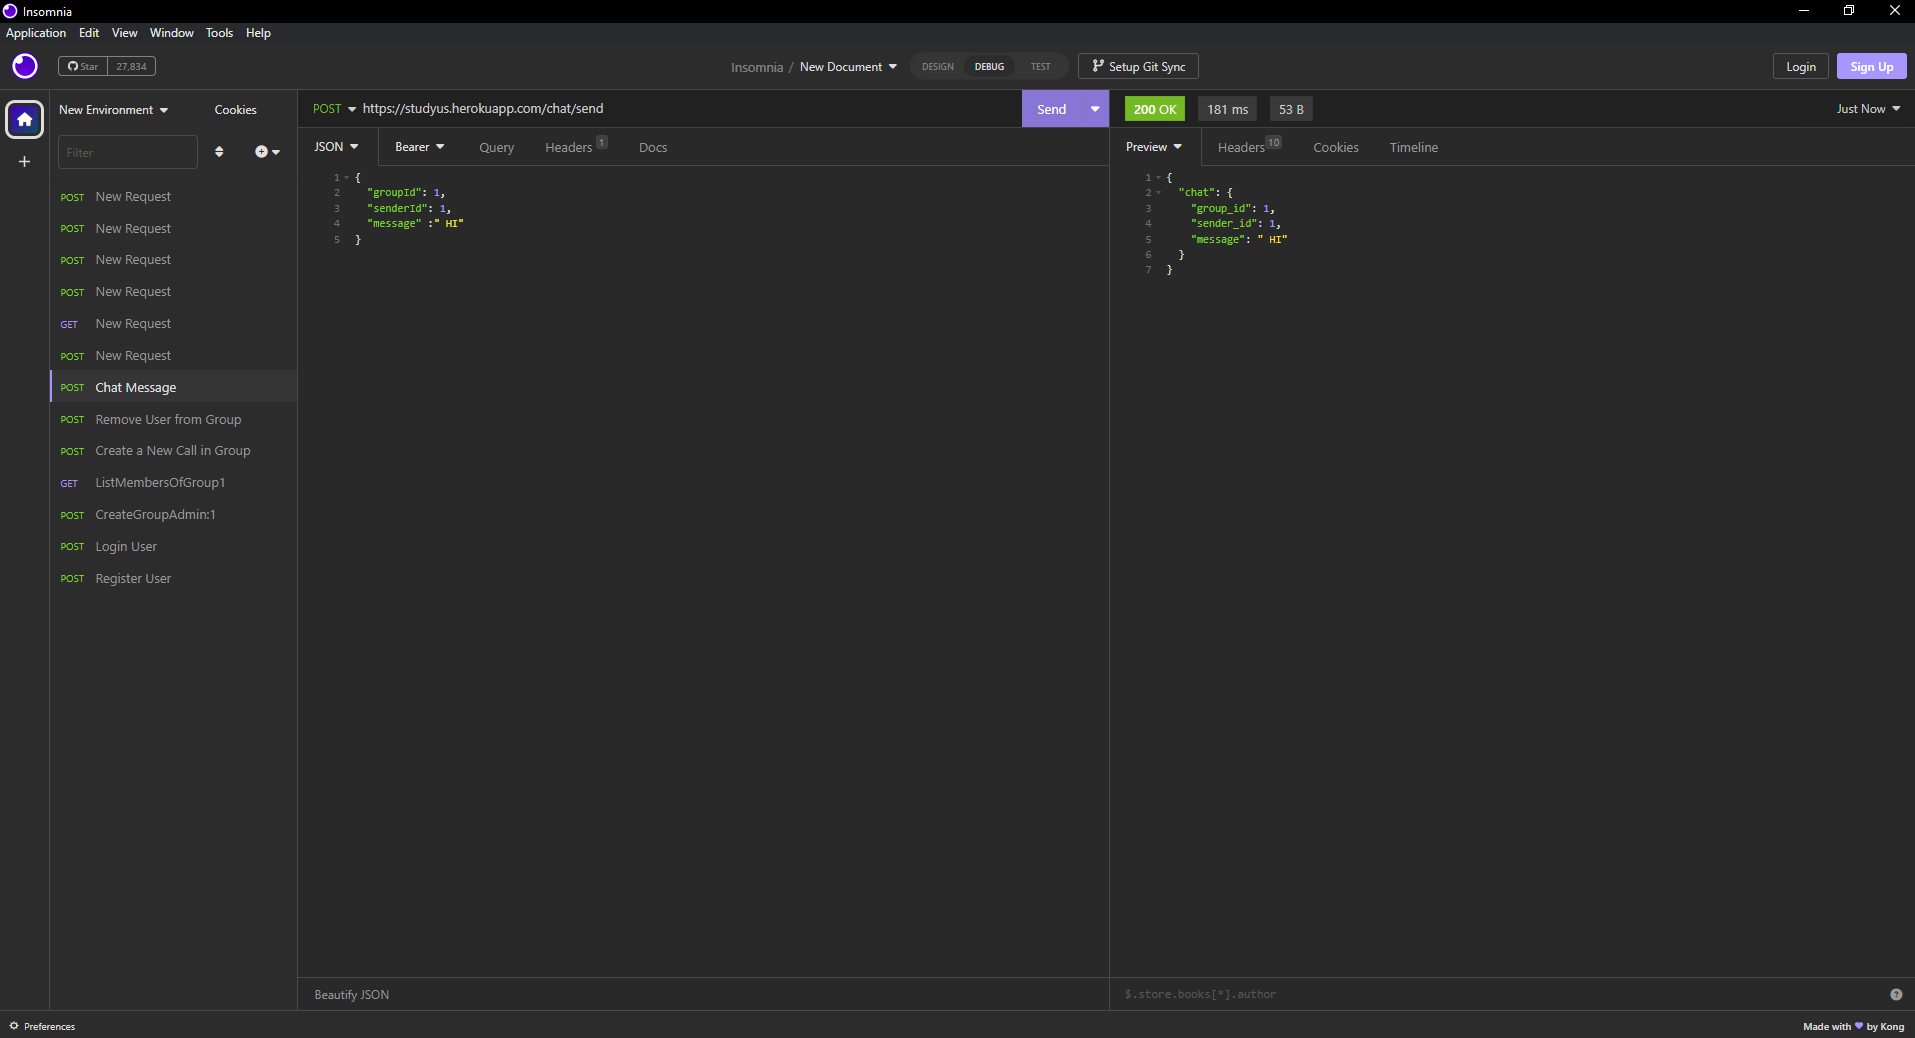 Insomnia
Application Edit View Window Tools Help
Star 27,834
Insomnia / New Document
DESIGN DEBUG TEST
Setup Git Sync
Login
Sign Up
New Environment
Cookies
Filter
POST New Request
POST New Request
POST New Request
POST New Request
GET New Request
POST New Request
POST Chat Message
POST Remove User from Group
POST Create a New Call in Group
GET ListMembersOfGroup1
POST CreateGroupAdmin:1
POST Login User
POST Register User
POST https://studyus.herokuapp.com/chat/send
Send
JSON Bearer Query Headers 1 Docs
1 {
2 "groupId": 1,
3 "senderId": 1,
4 "message" :" HI"
5 }
Beautify JSON
200 OK 181 ms 53 B
Just Now
Preview Headers 10 Cookies Timeline
1 {
2 "chat": {
3 "group_id": 1,
4 "sender_id": 1,
5 "message": " HI"
6 }
7 }
$.store.books[*].author
?
Preferences
Made with by Kong